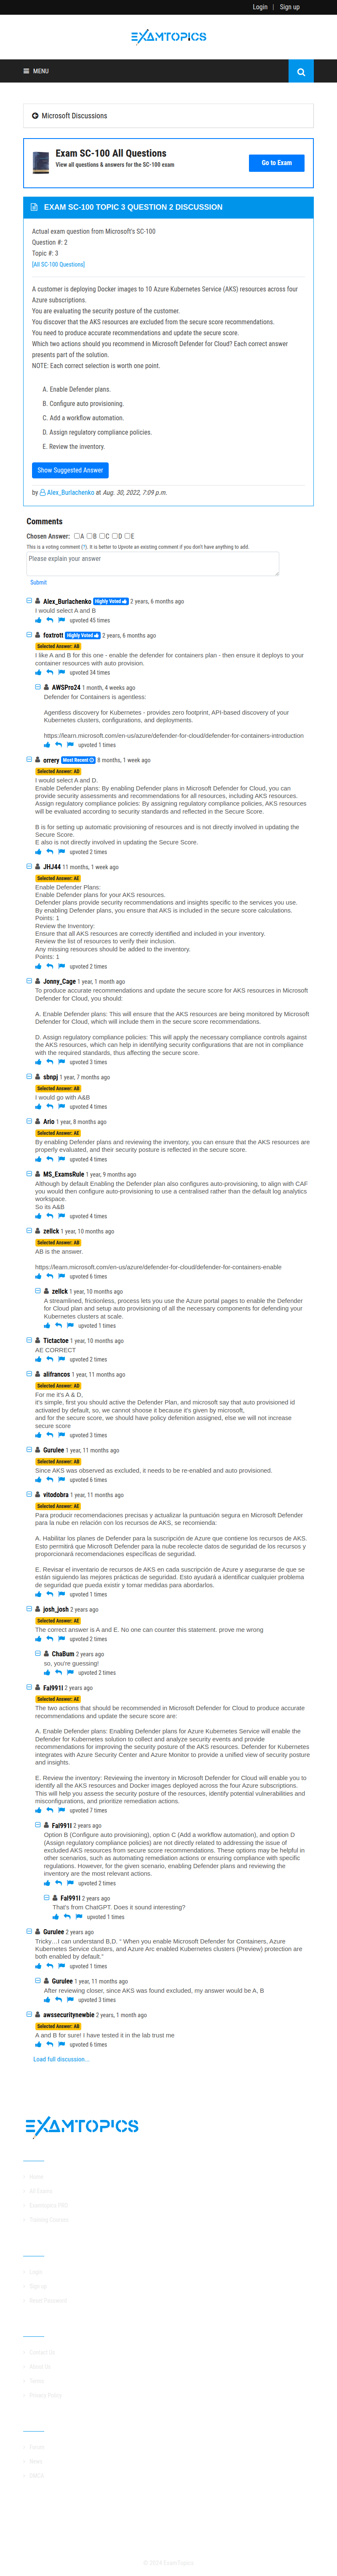 Login | Sign up
EXAMTOPICS
MENU
Microsoft Discussions
Exam SC-100 All Questions
View all questions & answers for the SC-100 exam
Go to Exam
EXAM SC-100 TOPIC 3 QUESTION 2 DISCUSSION
Actual exam question from Microsoft's SC-100
Question #: 2
Topic #: 3
[All SC-100 Questions]
A customer is deploying Docker images to 10 Azure Kubernetes Service (AKS) resources across four
Azure subscriptions.
You are evaluating the security posture of the customer.
You discover that the AKS resources are excluded from the secure score recommendations.
You need to produce accurate recommendations and update the secure score.
Which two actions should you recommend in Microsoft Defender for Cloud? Each correct answer
presents part of the solution.
NOTE: Each correct selection is worth one point.
A. Enable Defender plans.
B. Configure auto provisioning.
C. Add a workflow automation.
D. Assign regulatory compliance policies.
E. Review the inventory.
Show Suggested Answer
by Alex_Burlachenko at Aug. 30, 2022, 7:09 p.m.
Comments
Chosen Answer: A B C D E
This is a voting comment (?). It is better to Upvote an existing comment if you don't have anything to add.
Please explain your answer
Submit
Alex_Burlachenko Highly Voted 2 years, 6 months ago
I would select A and B
upvoted 45 times
foxtrott Highly Voted 2 years, 6 months ago
Selected Answer: AB
I like A and B for this one - enable the defender for containers plan - then ensure it deploys to your
container resources with auto provision.
upvoted 34 times
AWSPro24 1 month, 4 weeks ago
Defender for Containers is agentless:
Agentless discovery for Kubernetes - provides zero footprint, API-based discovery of your
Kubernetes clusters, configurations, and deployments.
https://learn.microsoft.com/en-us/azure/defender-for-cloud/defender-for-containers-introduction
upvoted 1 times
orrery Most Recent 8 months, 1 week ago
Selected Answer: AD
I would select A and D.
Enable Defender plans: By enabling Defender plans in Microsoft Defender for Cloud, you can
provide security assessments and recommendations for all resources, including AKS resources.
Assign regulatory compliance policies: By assigning regulatory compliance policies, AKS resources
will be evaluated according to security standards and reflected in the Secure Score.
B is for setting up automatic provisioning of resources and is not directly involved in updating the
Secure Score.
E also is not directly involved in updating the Secure Score.
upvoted 2 times
JHJ44 11 months, 1 week ago
Selected Answer: AE
Enable Defender Plans:
Enable Defender plans for your AKS resources.
Defender plans provide security recommendations and insights specific to the services you use.
By enabling Defender plans, you ensure that AKS is included in the secure score calculations.
Points: 1
Review the Inventory:
Ensure that all AKS resources are correctly identified and included in your inventory.
Review the list of resources to verify their inclusion.
Any missing resources should be added to the inventory.
Points: 1
upvoted 2 times
Jonny_Cage 1 year, 1 month ago
To produce accurate recommendations and update the secure score for AKS resources in Microsoft
Defender for Cloud, you should:
A. Enable Defender plans: This will ensure that the AKS resources are being monitored by Microsoft
Defender for Cloud, which will include them in the secure score recommendations.
D. Assign regulatory compliance policies: This will apply the necessary compliance controls against
the AKS resources, which can help in identifying security configurations that are not in compliance
with the required standards, thus affecting the secure score.
upvoted 3 times
sbnpj 1 year, 7 months ago
Selected Answer: AB
I would go with A&B
upvoted 4 times
Ario 1 year, 8 months ago
Selected Answer: AE
By enabling Defender plans and reviewing the inventory, you can ensure that the AKS resources are
properly evaluated, and their security posture is reflected in the secure score.
upvoted 4 times
MS_ExamsRule 1 year, 9 months ago
Although by default Enabling the Defender plan also configures auto-provisioning, to align with CAF
you would then configure auto-provisioning to use a centralised rather than the default log analytics
workspace.
So its A&B
upvoted 4 times
zellck 1 year, 10 months ago
Selected Answer: AB
AB is the answer.
https://learn.microsoft.com/en-us/azure/defender-for-cloud/defender-for-containers-enable
upvoted 6 times
zellck 1 year, 10 months ago
A streamlined, frictionless, process lets you use the Azure portal pages to enable the Defender
for Cloud plan and setup auto provisioning of all the necessary components for defending your
Kubernetes clusters at scale.
upvoted 1 times
Tictactoe 1 year, 10 months ago
AE CORRECT
upvoted 2 times
alifrancos 1 year, 11 months ago
Selected Answer: AD
For me it's A & D,
it's simple, first you should active the Defender Plan, and microsoft say that auto provisioned id
activated by default, so, we cannot shoose it because it's given by microsoft,
and for the secure score, we should have policy defenition assigned, else we will not increase
secure score
upvoted 3 times
Gurulee 1 year, 11 months ago
Selected Answer: AB
Since AKS was observed as excluded, it needs to be re-enabled and auto provisioned.
upvoted 6 times
vitodobra 1 year, 11 months ago
Selected Answer: AE
Para producir recomendaciones precisas y actualizar la puntuación segura en Microsoft Defender
para la nube en relación con los recursos de AKS, se recomienda:
A. Habilitar los planes de Defender para la suscripción de Azure que contiene los recursos de AKS.
Esto permitirá que Microsoft Defender para la nube recolecte datos de seguridad de los recursos y
proporcionará recomendaciones específicas de seguridad.
E. Revisar el inventario de recursos de AKS en cada suscripción de Azure y asegurarse de que se
están siguiendo las mejores prácticas de seguridad. Esto ayudará a identificar cualquier problema
de seguridad que pueda existir y tomar medidas para abordarlos.
upvoted 1 times
josh_josh 2 years ago
Selected Answer: AE
The correct answer is A and E. No one can counter this statement. prove me wrong
upvoted 2 times
ChaBum 2 years ago
so, you're guessing!
upvoted 2 times
Fal991l 2 years ago
Selected Answer: AE
The two actions that should be recommended in Microsoft Defender for Cloud to produce accurate
recommendations and update the secure score are:
A. Enable Defender plans: Enabling Defender plans for Azure Kubernetes Service will enable the
Defender for Kubernetes solution to collect and analyze security events and provide
recommendations for improving the security posture of the AKS resources. Defender for Kubernetes
integrates with Azure Security Center and Azure Monitor to provide a unified view of security posture
and insights.
E. Review the inventory: Reviewing the inventory in Microsoft Defender for Cloud will enable you to
identify all the AKS resources and Docker images deployed across the four Azure subscriptions.
This will help you assess the security posture of the resources, identify potential vulnerabilities and
misconfigurations, and prioritize remediation actions.
upvoted 7 times
Fal991l 2 years ago
Option B (Configure auto provisioning), option C (Add a workflow automation), and option D
(Assign regulatory compliance policies) are not directly related to addressing the issue of
excluded AKS resources from secure score recommendations. These options may be helpful in
other scenarios, such as automating remediation actions or ensuring compliance with specific
regulations. However, for the given scenario, enabling Defender plans and reviewing the
inventory are the most relevant actions.
upvoted 2 times
Fal991l 2 years ago
That's from ChatGPT. Does it sound interesting?
upvoted 1 times
Gurulee 2 years ago
Tricky…I can understand B,D. “ When you enable Microsoft Defender for Containers, Azure
Kubernetes Service clusters, and Azure Arc enabled Kubernetes clusters (Preview) protection are
both enabled by default.”
upvoted 1 times
Gurulee 1 year, 11 months ago
After reviewing closer, since AKS was found excluded, my answer would be A, B
upvoted 3 times
awssecuritynewbie 2 years, 1 month ago
Selected Answer: AB
A and B for sure! I have tested it in the lab trust me
upvoted 6 times
Load full discussion...
EXAMTOPICS
Home
All Exams
Examtopics PRO
Training Courses
Login
Sign up
Reset Password
Contact Us
About Us
Terms
Privacy Policy
Forum
News
DMCA
© 2024 ExamTopics